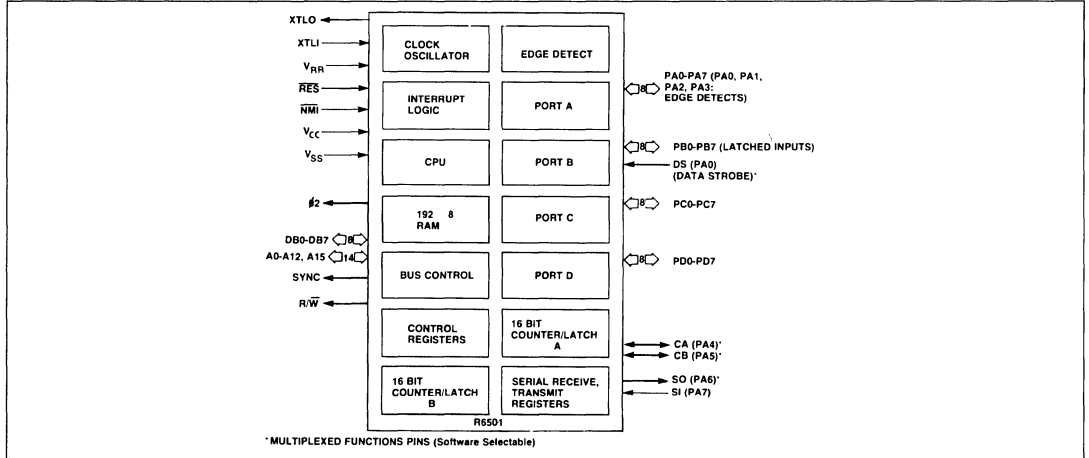 XTLO
XTLI
VRR
RES
NMI
VCC
VSS
ϕ2
DB0-DB7 8
A0-A12, A15 14
SYNC
R/W
CLOCK
OSCILLATOR
EDGE DETECT
INTERRUPT
LOGIC
PORT A
CPU
PORT B
192 8
RAM
PORT C
BUS CONTROL
PORT D
CONTROL
REGISTERS
16 BIT
COUNTER/LATCH
A
16 BIT
COUNTER/LATCH
B
SERIAL RECEIVE,
TRANSMIT
REGISTERS
R6501
8 PA0-PA7 (PA0, PA1,
PA2, PA3:
EDGE DETECTS)
8 PB0-PB7 (LATCHED INPUTS)
DS (PA0)
(DATA STROBE)*
8 PC0-PC7
8 PD0-PD7
CA (PA4)*
CB (PA5)*
SO (PA6)*
SI (PA7)
*MULTIPLEXED FUNCTIONS PINS (Software Selectable)